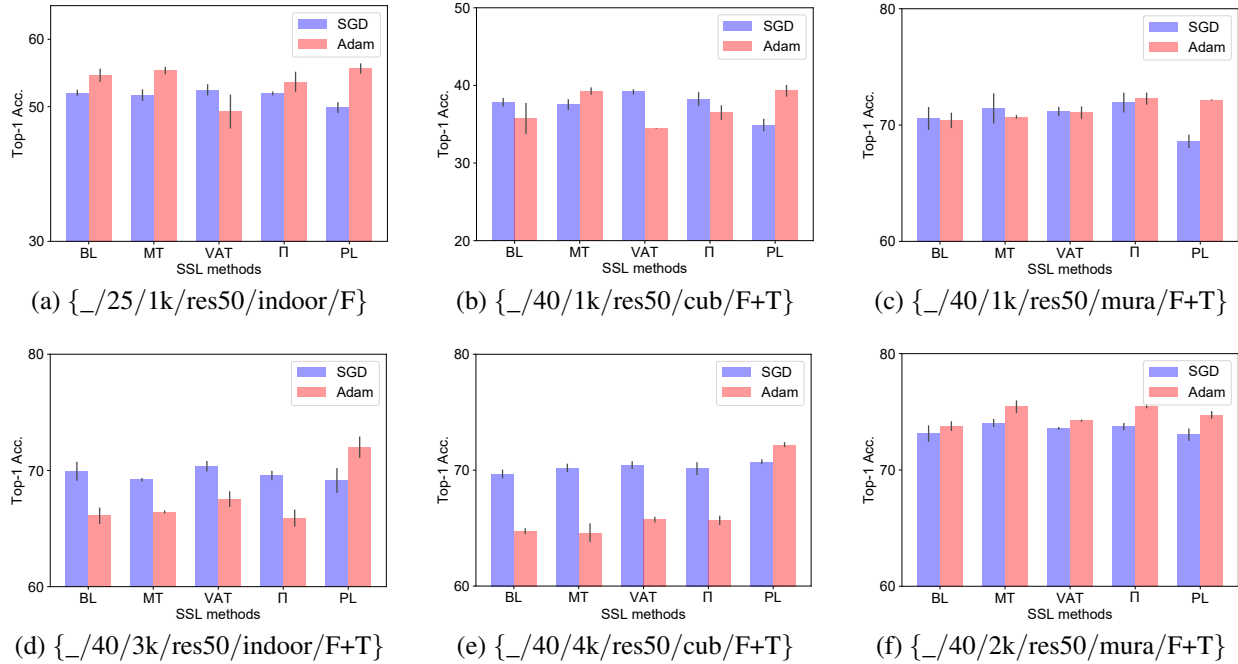 60
50
30
Top-1 Acc.
SGD
Adam
BL MT VAT Π PL
SSL methods
(a) {_/25/1k/res50/indoor/F}
50
40
30
20
Top-1 Acc.
SGD
Adam
BL MT VAT Π PL
SSL methods
(b) {_/40/1k/res50/cub/F+T}
80
70
60
Top-1 Acc.
SGD
Adam
BL MT VAT Π PL
SSL methods
(c) {_/40/1k/res50/mura/F+T}
80
70
60
Top-1 Acc.
SGD
Adam
BL MT VAT Π PL
SSL methods
(d) {_/40/3k/res50/indoor/F+T}
80
70
60
Top-1 Acc.
SGD
Adam
BL MT VAT Π PL
SSL methods
(e) {_/40/4k/res50/cub/F+T}
80
70
60
Top-1 Acc.
SGD
Adam
BL MT VAT Π PL
SSL methods
(f) {_/40/2k/res50/mura/F+T}